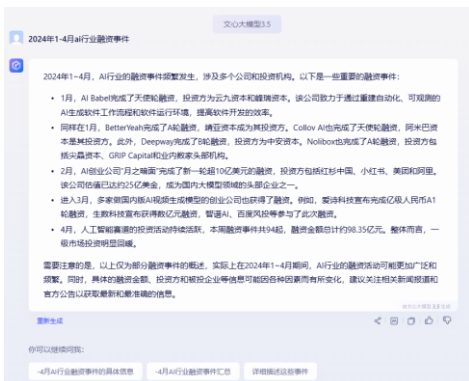 文心大模型3.5
2024年1-4月ai行业融资事件
2024年1~4月，AI行业的融资事件频繁发生，涉及多个公司和投资机构。以下是一些重要的融资事件：
• 1月，AI Babel完成了天使轮融资，投资方为云九资本和峰瑞资本。该公司致力于通过重建自动化、可观测的
AI生成软件工作流程和软件运行环境，提高软件开发的效率。
• 同样在1月，BetterYeah完成了A轮融资，靖亚资本成为其投资方。Collov AI也完成了天使轮融资，阿米巴资
本是其投资方。此外，Deepway完成了B轮融资，投资方为中安资本。Nolibox也完成了A轮融资，投资方包
括尖晶资本、GRIP Capital和业内数家头部机构。
• 2月，AI创业公司“月之暗面”完成了新一轮超10亿美元的融资，投资方包括红杉中国、小红书、美团和阿里。
该公司估值已达约25亿美金，成为国内大模型领域的头部企业之一。
• 进入3月，多家做国内版AI视频生成模型的创业公司也获得了融资。例如，爱诗科技宣布完成亿级人民币A1
轮融资，生数科技宣布获得数亿元融资，智谱AI、百度风投等参与了此次融资。
• 4月，人工智能赛道的投资活动持续活跃，本周融资事件共94起，融资金额总计约98.35亿元。整体而言，一
级市场投资明显回暖。
需要注意的是，以上仅为部分融资事件的概述，实际上在2024年1~4月期间，AI行业的融资活动可能更加广泛和
频繁。同时，具体的融资金额、投资方和被投企业等信息可能因各种因素而有所变化，建议关注相关新闻报道和
官方公告以获取最新和最准确的信息。
重新生成
你可以继续问我：
-4月AI行业融资事件的具体信息
-4月AI行业融资事件汇总
详细描述这些事件